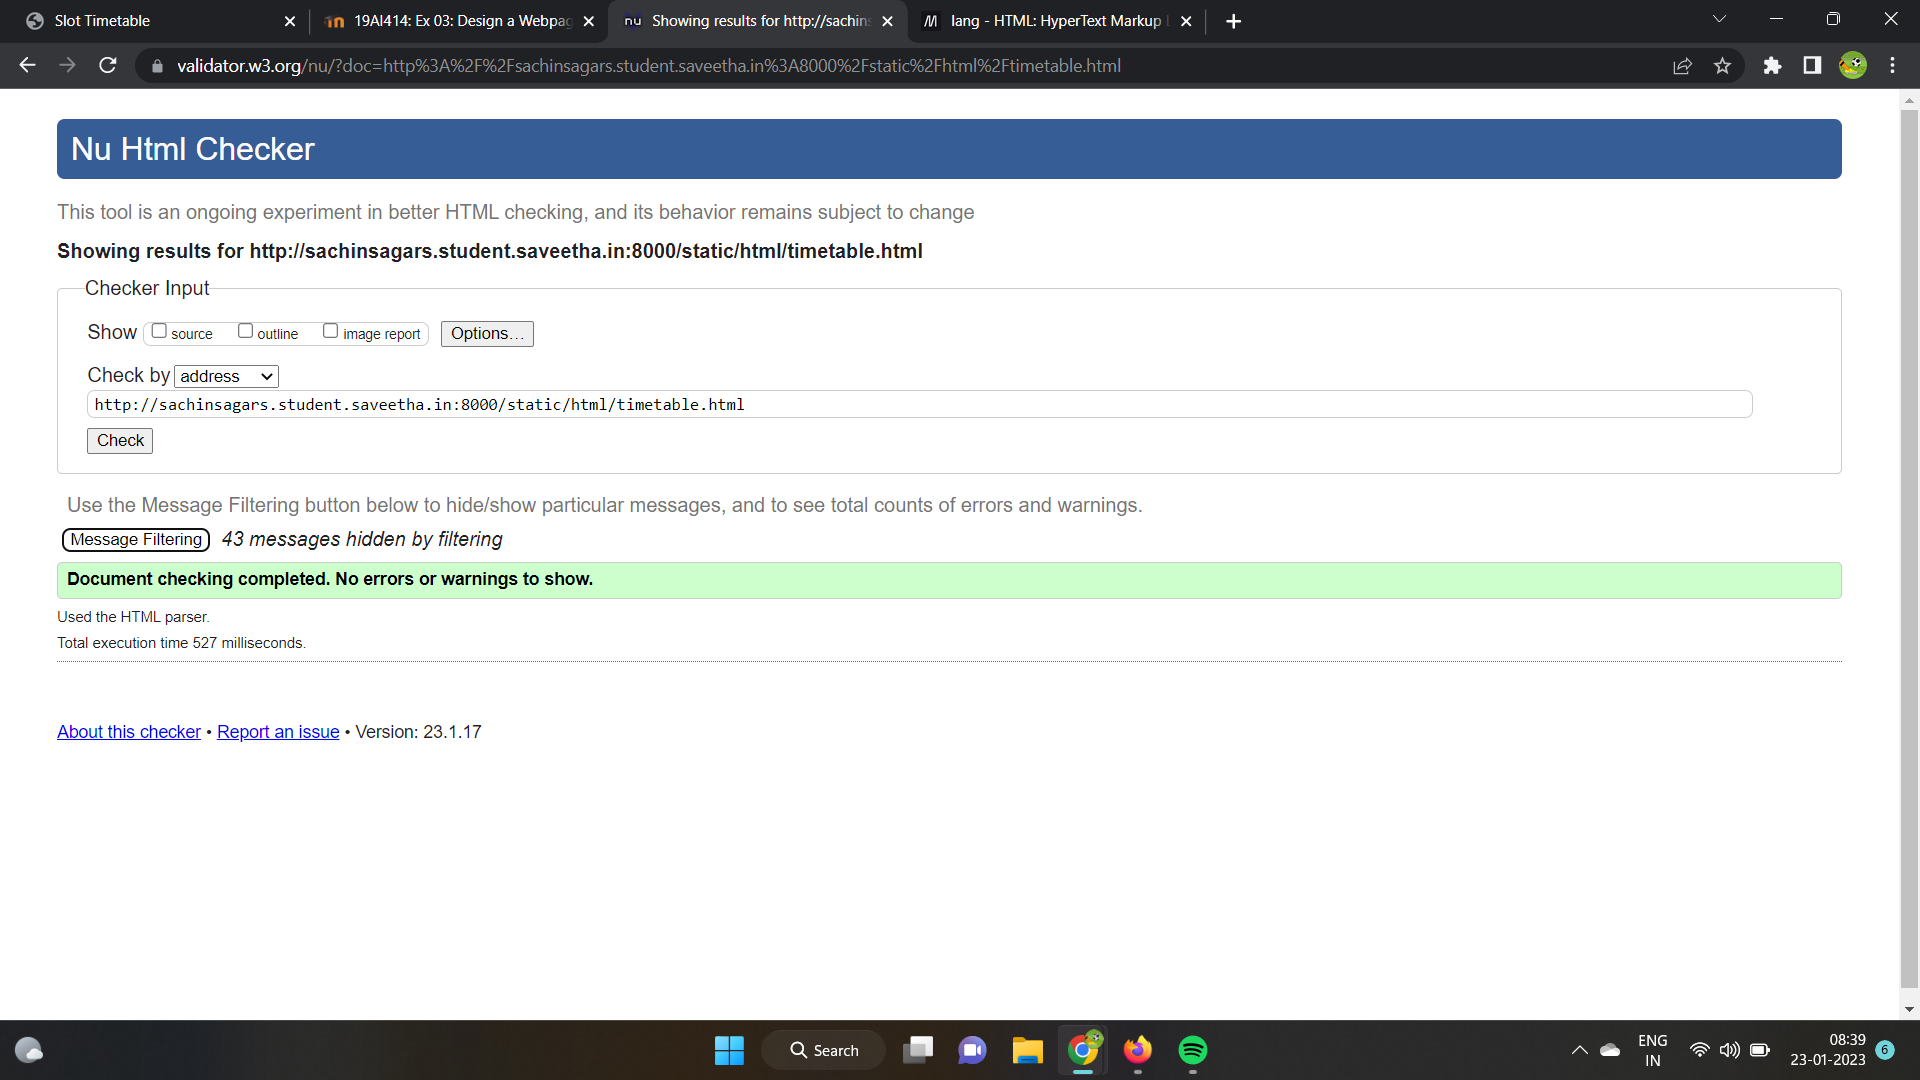 Slot Timetable
19AI414: Ex 03: Design a Webpag
nu Showing results for http://sachins
lang - HTML: HyperText Markup L
validator.w3.org/nu/?doc=http%3A%2F%2Fsachinsagars.student.saveetha.in%3A8000%2Fstatic%2Fhtml%2Ftimetable.html
Nu Html Checker
This tool is an ongoing experiment in better HTML checking, and its behavior remains subject to change
Showing results for http://sachinsagars.student.saveetha.in:8000/static/html/timetable.html
Checker Input
Show source outline image report Options…
Check by address
http://sachinsagars.student.saveetha.in:8000/static/html/timetable.html
Check
Use the Message Filtering button below to hide/show particular messages, and to see total counts of errors and warnings.
Message Filtering 43 messages hidden by filtering
Document checking completed. No errors or warnings to show.
Used the HTML parser.
Total execution time 527 milliseconds.
About this checker • Report an issue • Version: 23.1.17
Search
ENG
IN
08:39
23-01-2023
6